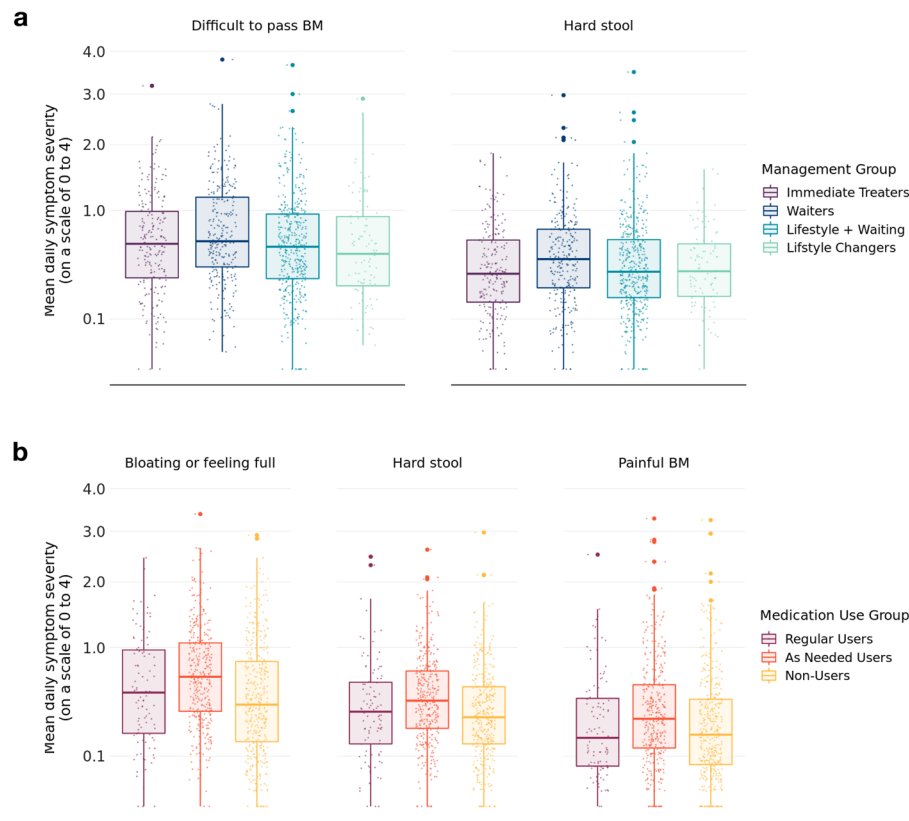 a
Difficult to pass BM
Hard stool
4.0
3.0
2.0
1.0
0.1
Mean daily symptom severity
(on a scale of 0 to 4)
Management Group
Immediate Treaters
Waiters
Lifestyle + Waiting
Lifstyle Changers
b
Bloating or feeling full
Hard stool
Painful BM
4.0
3.0
2.0
1.0
0.1
Mean daily symptom severity
(on a scale of 0 to 4)
Medication Use Group
Regular Users
As Needed Users
Non-Users